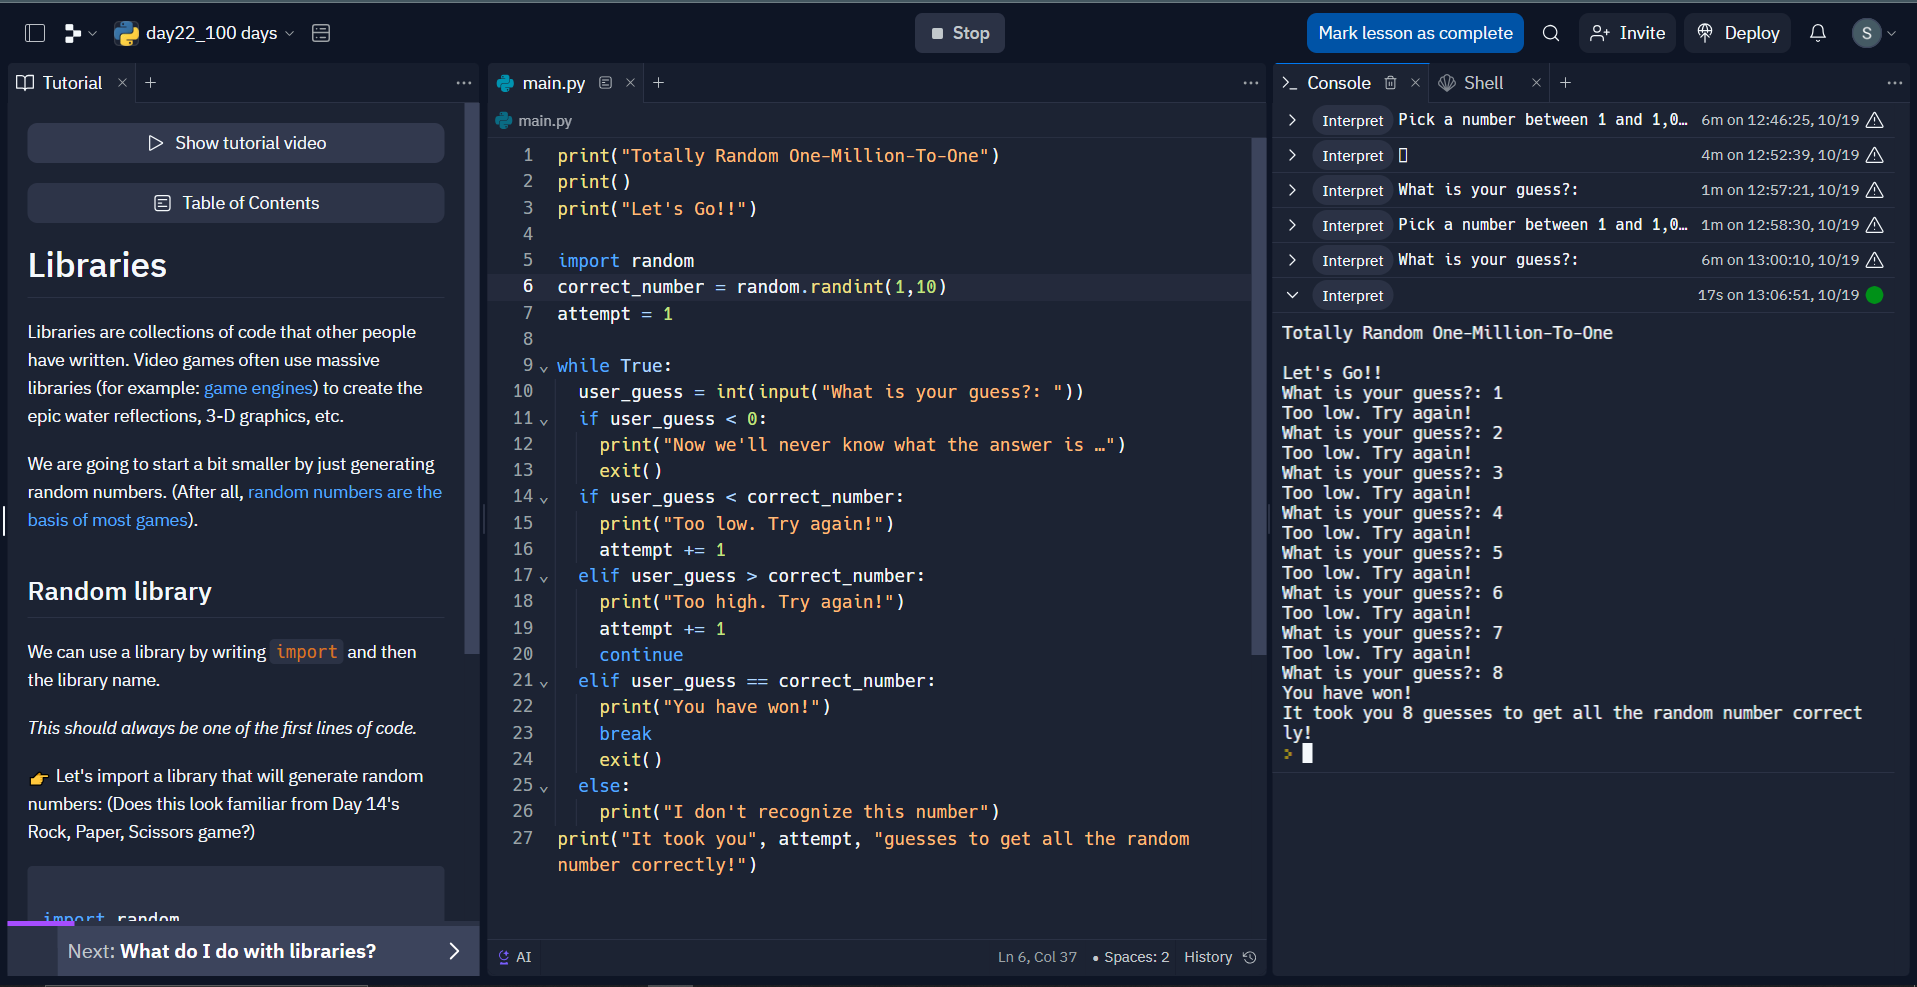 day22_100 days
Stop
Mark lesson as complete
Invite
Deploy
S
Tutorial
main.py
Console
Shell
Show tutorial video
Table of Contents
Libraries
Libraries are collections of code that other people
have written. Video games often use massive
libraries (for example: game engines) to create the
epic water reflections, 3-D graphics, etc.
We are going to start a bit smaller by just generating
random numbers. (After all, random numbers are the
basis of most games).
Random library
We can use a library by writing import and then
the library name.
This should always be one of the first lines of code.
👉 Let's import a library that will generate random
numbers: (Does this look familiar from Day 14's
Rock, Paper, Scissors game?)
import random
Next: What do I do with libraries?
main.py
1 print("Totally Random One-Million-To-One")
2 print()
3 print("Let's Go!!")
4
5 import random
6 correct_number = random.randint(1,10)
7 attempt = 1
8
9 while True:
10 user_guess = int(input("What is your guess?: "))
11 if user_guess < 0:
12 print("Now we'll never know what the answer is …")
13 exit()
14 if user_guess < correct_number:
15 print("Too low. Try again!")
16 attempt += 1
17 elif user_guess > correct_number:
18 print("Too high. Try again!")
19 attempt += 1
20 continue
21 elif user_guess == correct_number:
22 print("You have won!")
23 break
24 exit()
25 else:
26 print("I don't recognize this number")
27 print("It took you", attempt, "guesses to get all the random
number correctly!")
AI
Ln 6, Col 37 • Spaces: 2 History
Interpret Pick a number between 1 and 1,0… 6m on 12:46:25, 10/19
Interpret 4m on 12:52:39, 10/19
Interpret What is your guess?: 1m on 12:57:21, 10/19
Interpret Pick a number between 1 and 1,0… 1m on 12:58:30, 10/19
Interpret What is your guess?: 6m on 13:00:10, 10/19
Interpret 17s on 13:06:51, 10/19
Totally Random One-Million-To-One
Let's Go!!
What is your guess?: 1
Too low. Try again!
What is your guess?: 2
Too low. Try again!
What is your guess?: 3
Too low. Try again!
What is your guess?: 4
Too low. Try again!
What is your guess?: 5
Too low. Try again!
What is your guess?: 6
Too low. Try again!
What is your guess?: 7
Too low. Try again!
What is your guess?: 8
You have won!
It took you 8 guesses to get all the random number correct
ly!